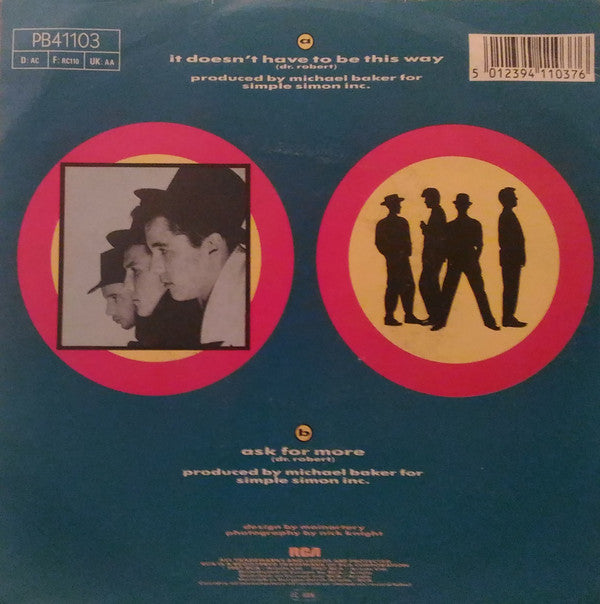 PB41103
D: AC F: RC110 UK: AA
a
it doesn't have to be this way
(dr. robert)
produced by michael baker for
simple simon inc.
5 012394 110376
b
ask for more
(dr. robert)
produced by michael baker for
simple simon inc.
design by
photography by nick knight
RCA